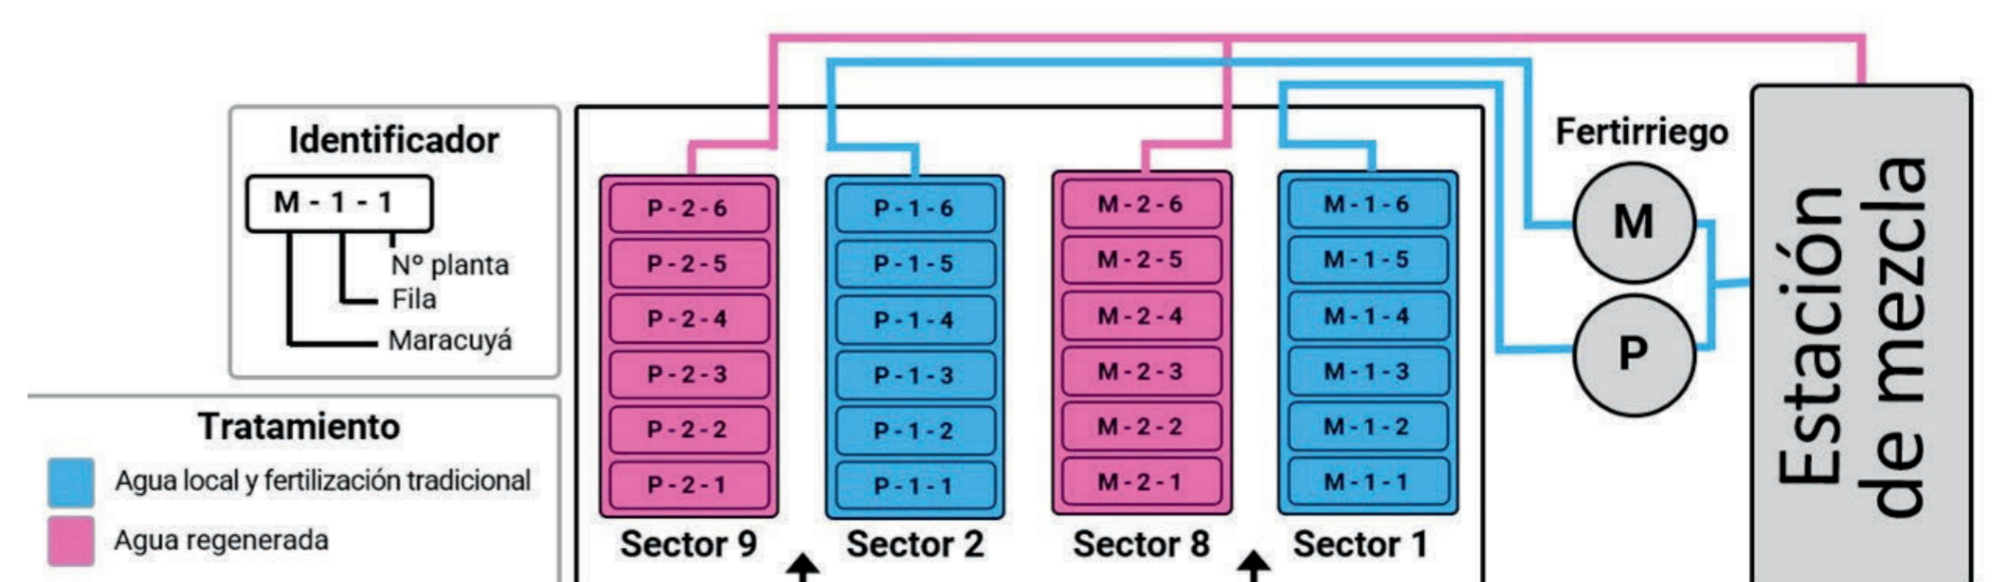 Identificador
M - 1 - 1
Nº planta
Fila
Maracuyá
Tratamiento
Agua local y fertilización tradicional
Agua regenerada
P - 2 - 6
P - 2 - 5
P - 2 - 4
P - 2 - 3
P - 2 - 2
P - 2 - 1
Sector 9
P - 1 - 6
P - 1 - 5
P - 1 - 4
P - 1 - 3
P - 1 - 2
P - 1 - 1
Sector 2
M - 2 - 6
M - 2 - 5
M - 2 - 4
M - 2 - 3
M - 2 - 2
M - 2 - 1
Sector 8
M - 1 - 6
M - 1 - 5
M - 1 - 4
M - 1 - 3
M - 1 - 2
M - 1 - 1
Sector 1
Fertirriego
M
P
Estación
de mezcla